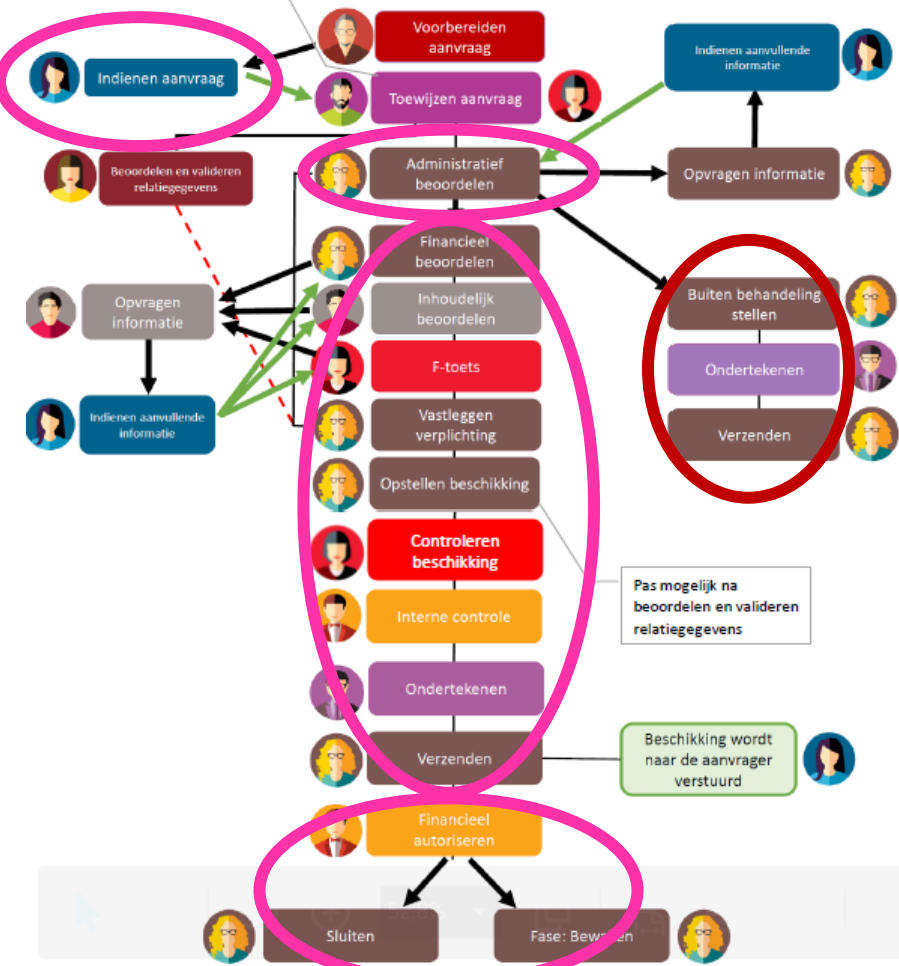 Voorbereiden
aanvraag
Indienen aanvraag
Indienen aanvullende
informatie
Toewijzen aanvraag
Beoordelen en valideren
relatiegegevens
Administratief
beoordelen
Opvragen informatie
Financieel
beoordelen
Opvragen
informatie
Inhoudelijk
beoordelen
Buiten behandeling
stellen
F-toets
Ondertekenen
Indienen aanvullende
informatie
Vastleggen
verplichting
Verzenden
Opstellen beschikking
Controleren
beschikking
Pas mogelijk na
beoordelen en valideren
relatiegegevens
Interne controle
Ondertekenen
Verzenden
Beschikking wordt
naar de aanvrager
verstuurd
Financieel
autoriseren
Sluiten
Fase: Bewaken